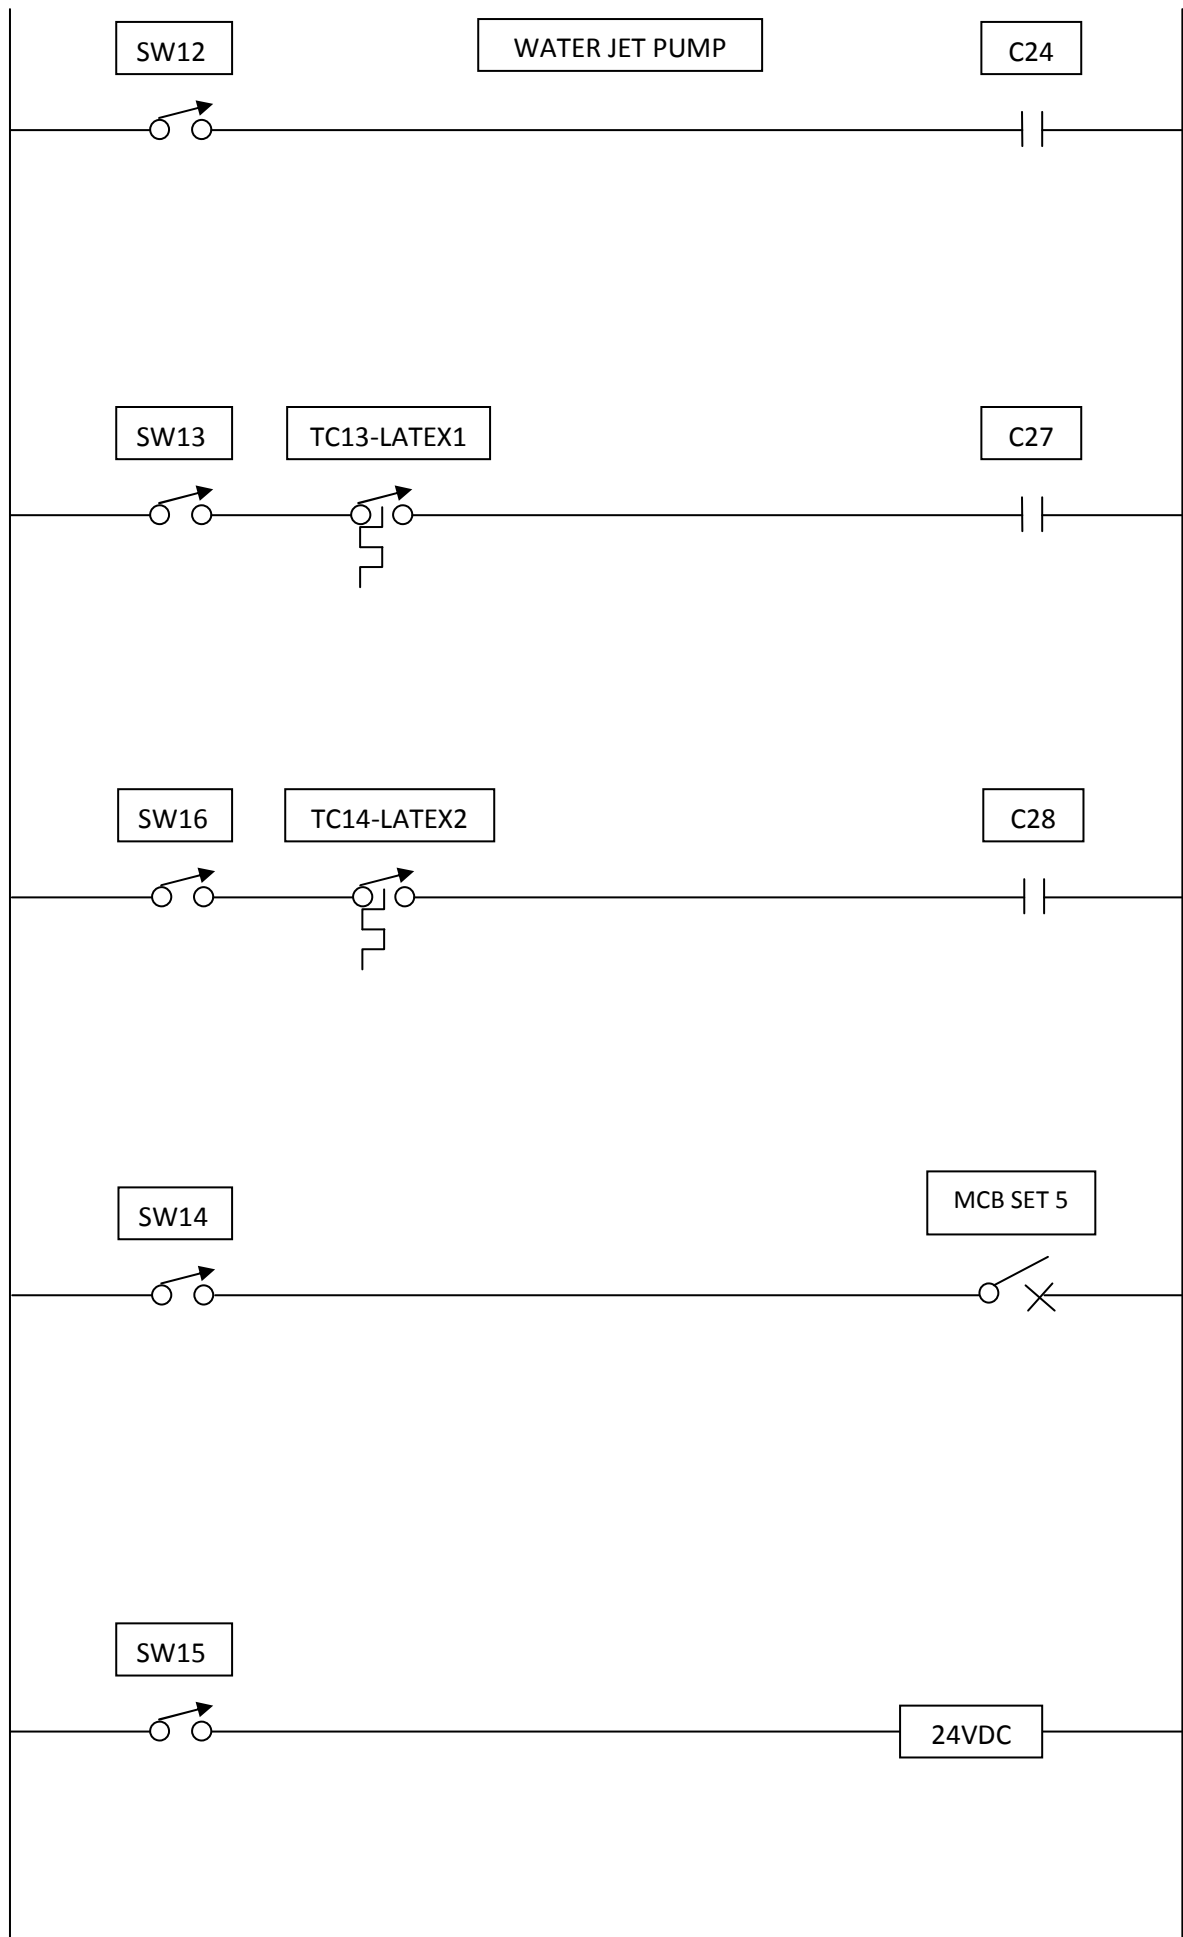 SW12
WATER JET PUMP
C24
SW13
TC13-LATEX1
C27
SW16
TC14-LATEX2
C28
SW14
MCB SET 5
SW15
24VDC